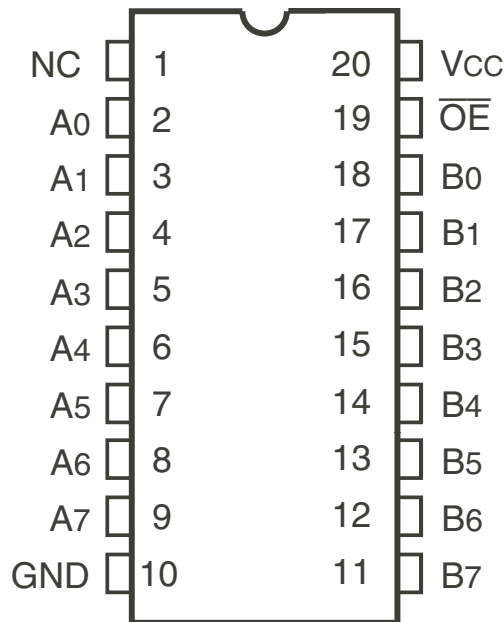 NC 1 20 VCC
A0 2 19 OE
A1 3 18 B0
A2 4 17 B1
A3 5 16 B2
A4 6 15 B3
A5 7 14 B4
A6 8 13 B5
A7 9 12 B6
GND 10 11 B7